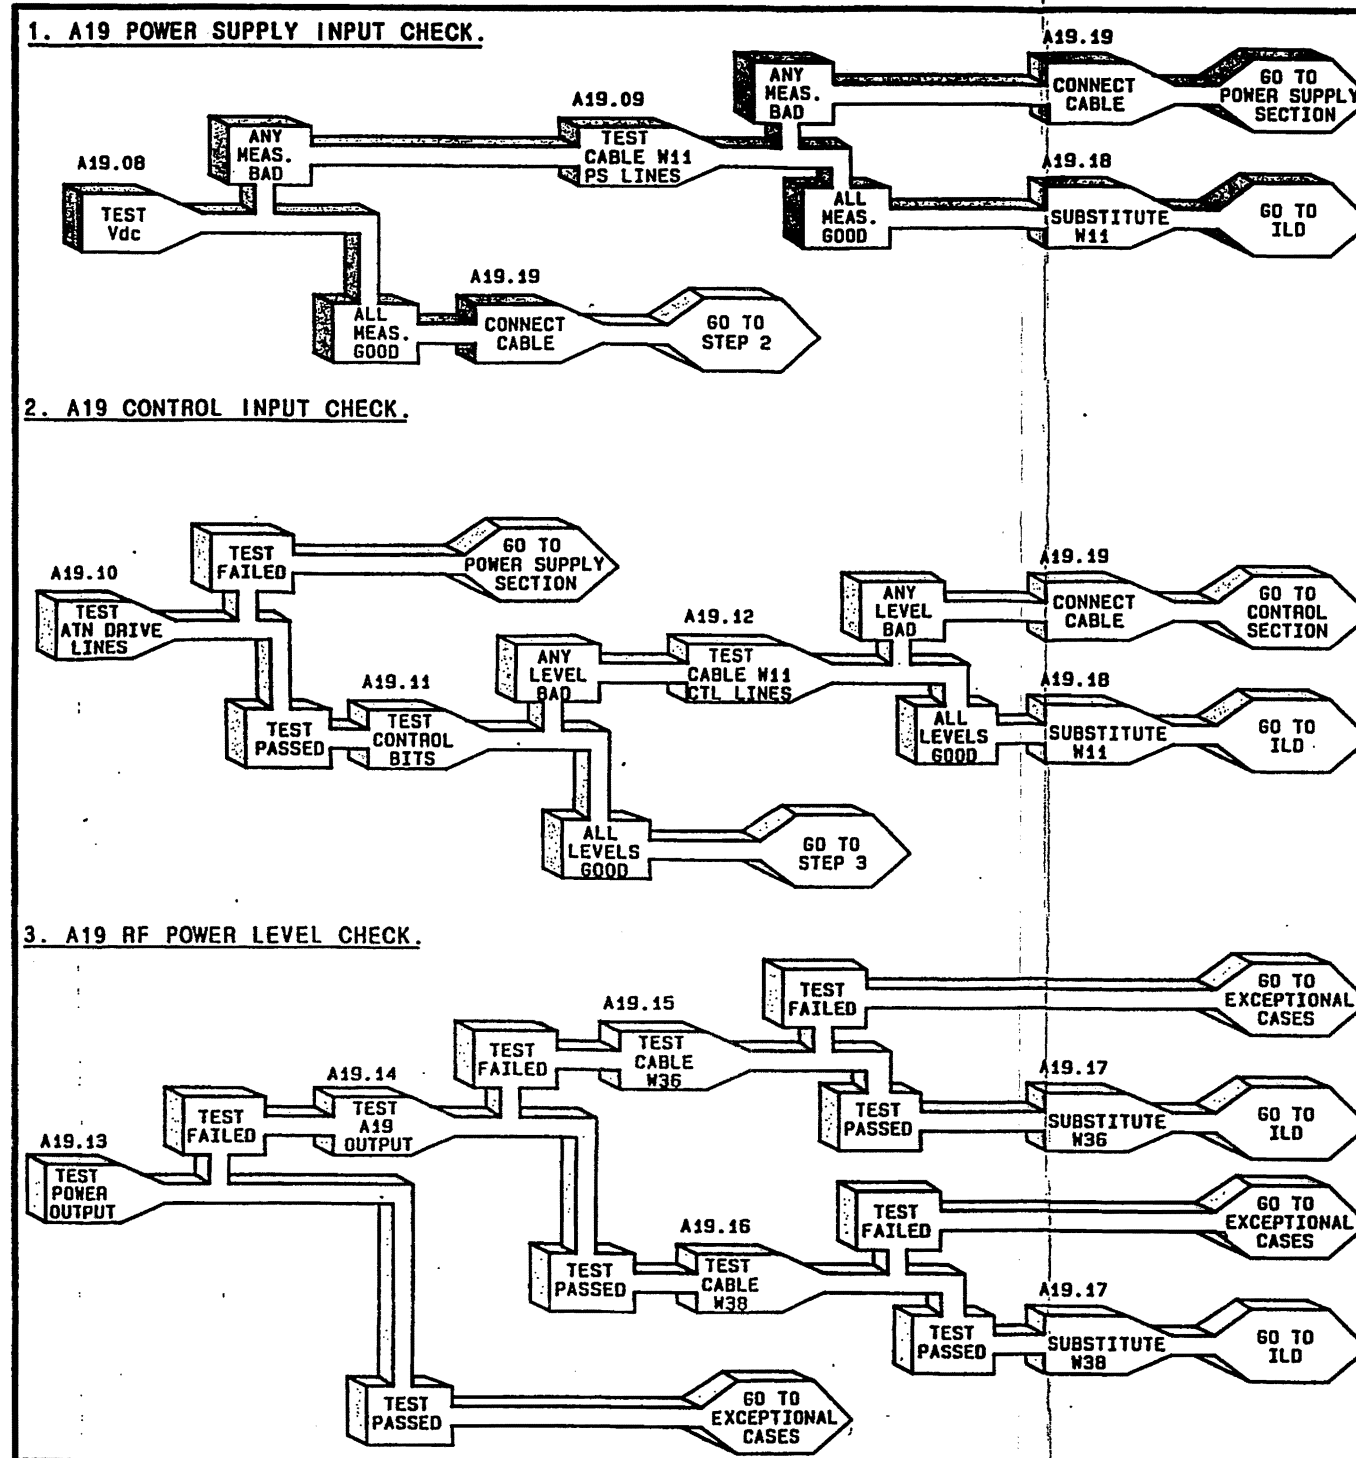 1. A19 POWER SUPPLY INPUT CHECK.
A19.08
TEST
Vdc
ANY
MEAS.
BAD
A19.09
TEST
CABLE W11
PS LINES
ANY
MEAS.
BAD
A19.19
CONNECT
CABLE
GO TO
POWER SUPPLY
SECTION
ALL
MEAS.
GOOD
A19.18
SUBSTITUTE
W11
GO TO
ILD
ALL
MEAS.
GOOD
A19.19
CONNECT
CABLE
GO TO
STEP 2
2. A19 CONTROL INPUT CHECK.
A19.10
TEST
ATN DRIVE
LINES
TEST
FAILED
GO TO
POWER SUPPLY
SECTION
TEST
PASSED
A19.11
TEST
CONTROL
BITS
ANY
LEVEL
BAD
A19.12
TEST
CABLE W11
CTL LINES
ANY
LEVEL
BAD
A19.19
CONNECT
CABLE
GO TO
CONTROL
SECTION
ALL
LEVELS
GOOD
A19.18
SUBSTITUTE
W11
GO TO
ILD
ALL
LEVELS
GOOD
GO TO
STEP 3
3. A19 RF POWER LEVEL CHECK.
A19.13
TEST
POWER
OUTPUT
TEST
FAILED
A19.14
TEST
A19
OUTPUT
TEST
FAILED
A19.15
TEST
CABLE
W36
TEST
FAILED
GO TO
EXCEPTIONAL
CASES
TEST
PASSED
A19.17
SUBSTITUTE
W36
GO TO
ILD
TEST
PASSED
A19.16
TEST
CABLE
W38
TEST
FAILED
GO TO
EXCEPTIONAL
CASES
TEST
PASSED
A19.17
SUBSTITUTE
W38
GO TO
ILD
TEST
PASSED
GO TO
EXCEPTIONAL
CASES